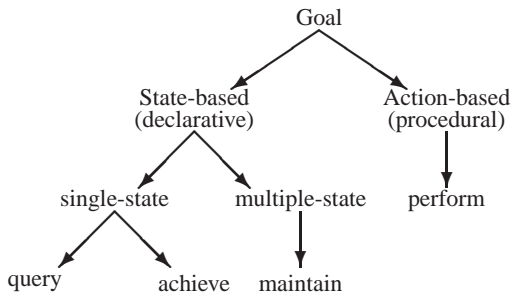 Goal
State-based
(declarative)
Action-based
(procedural)
single-state
multiple-state
perform
query
achieve
maintain